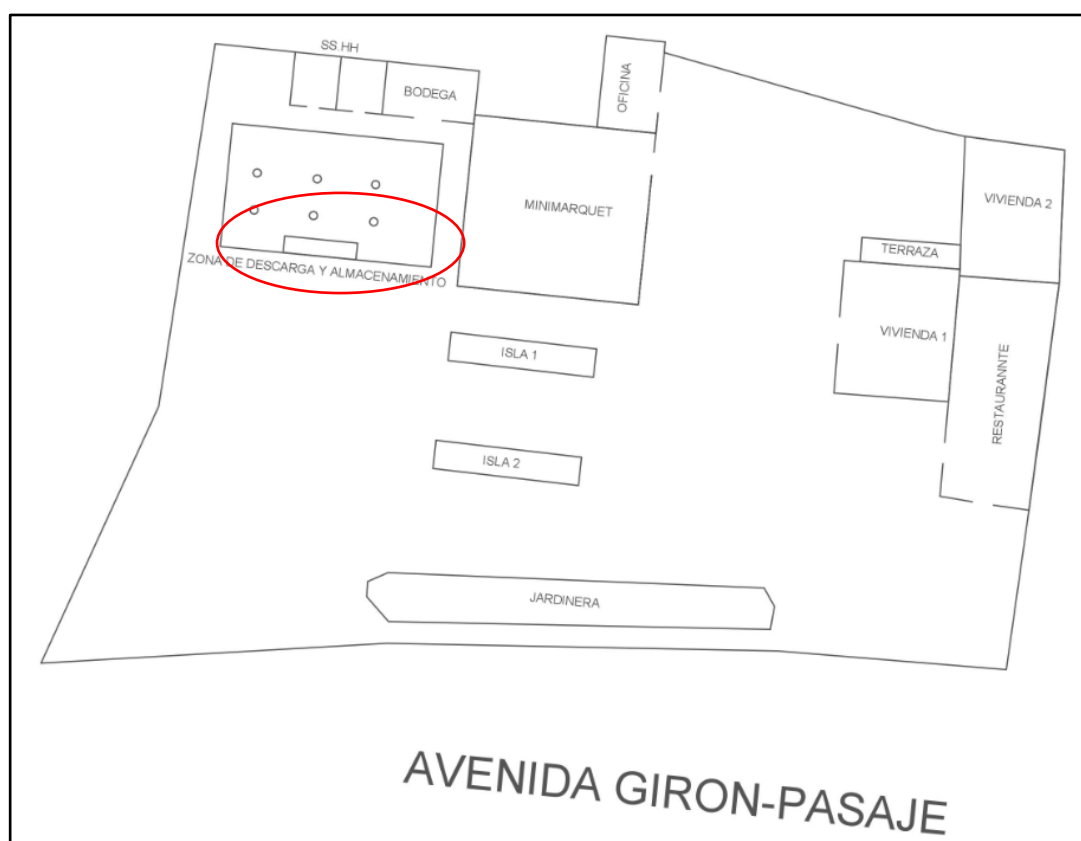 SS.HH
BODEGA
OFICINA
MINIMARQUET
VIVIENDA 2
TERRAZA
ZONA DE DESCARGA Y ALMACENAMIENTO
VIVIENDA 1
ISLA 1
RESTAURANNTE
ISLA 2
JARDINERA
AVENIDA GIRON-PASAJE